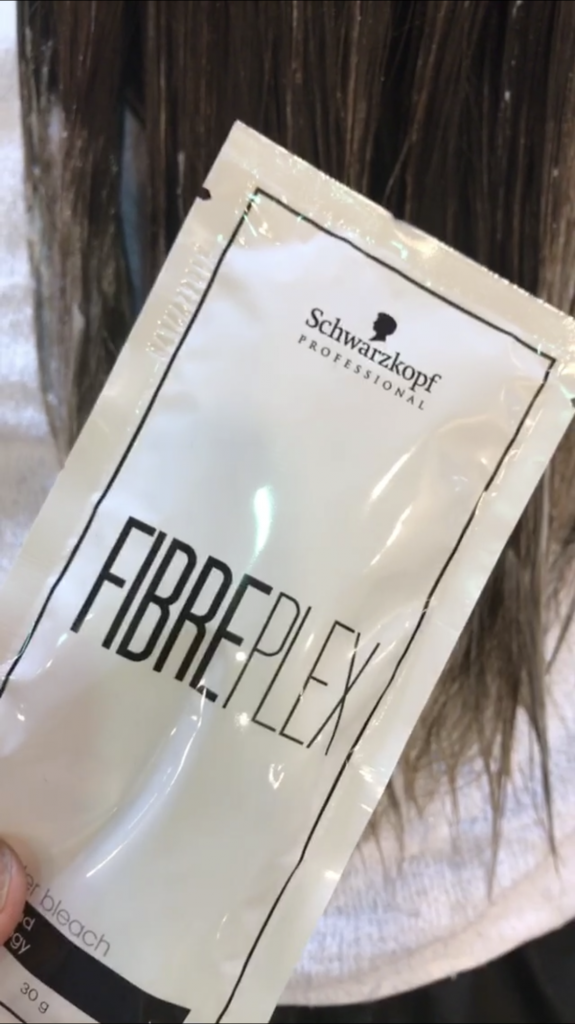 Schwarzkopf
PROFESSIONAL
FIBREPLEX
bleach
30 g